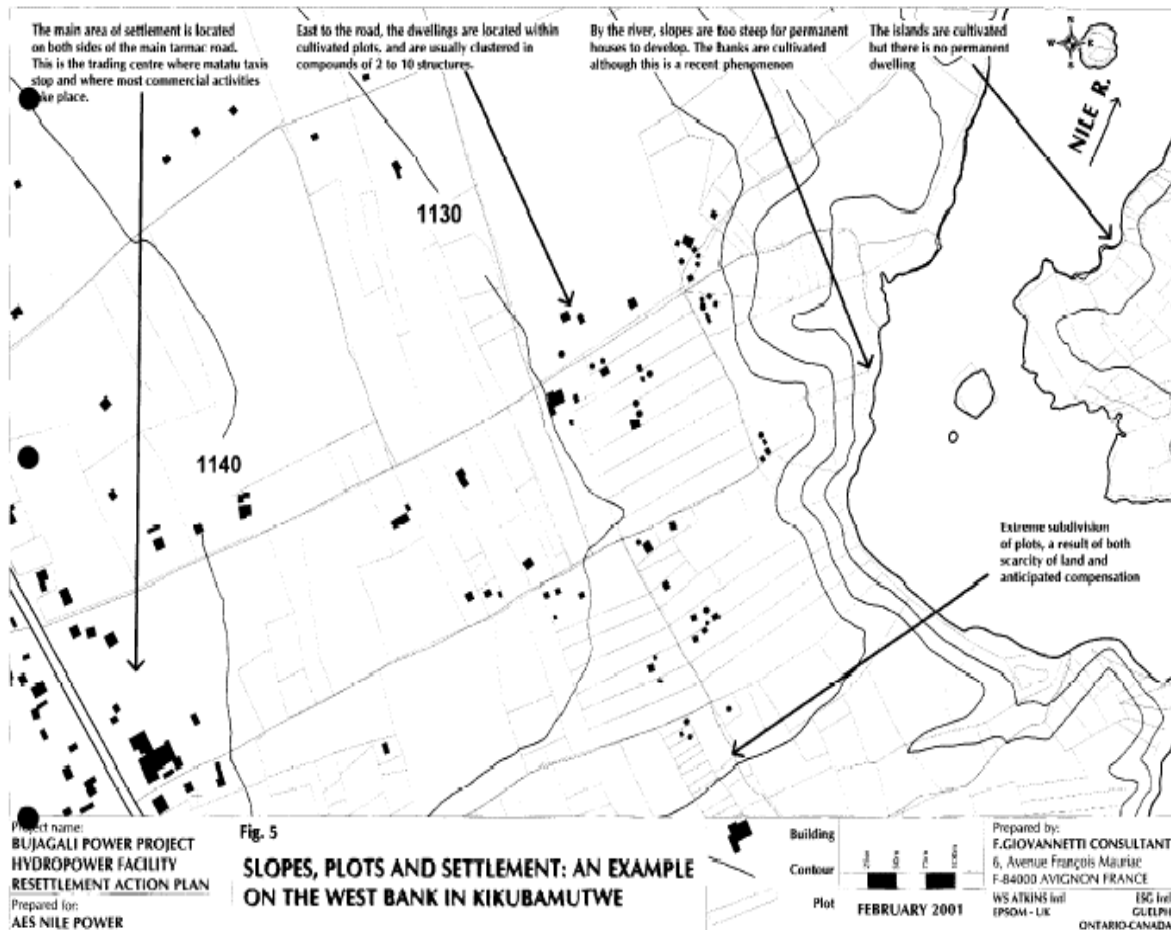 The main area of settlement is located
on both sides of the main tarmac road.
This is the trading centre where matatu taxis
stop and where most commercial activities
ake place.
East to the road, the dwellings are located within
cultivated plots, and are usually clustered in
compounds of 2 to 10 structures.
By the river, slopes are too steep for permanent
houses to develop. The banks are cultivated
although this is a recent phenomenon
The islands are cultivated
but there is no permanent
dwelling
N
W E
S
NILE R.
1130
1140
Extreme subdivision
of plots, a result of both
scarcity of land and
anticipated compensation
Project name:
BUJAGALI POWER PROJECT
HYDROPOWER FACILITY
RESETTLEMENT ACTION PLAN
Prepared for:
AES NILE POWER
Fig. 5
SLOPES, PLOTS AND SETTLEMENT: AN EXAMPLE
ON THE WEST BANK IN KIKUBAMUTWE
Building
Contour
Plot
FEBRUARY 2001
Prepared by:
F.GIOVANNETTI CONSULTANT
6, Avenue François Mauriac
F-84000 AVIGNON FRANCE
WS ATKINS Intl
EPSOM - UK
ESG Intl
GUELPH
ONTARIO-CANADA